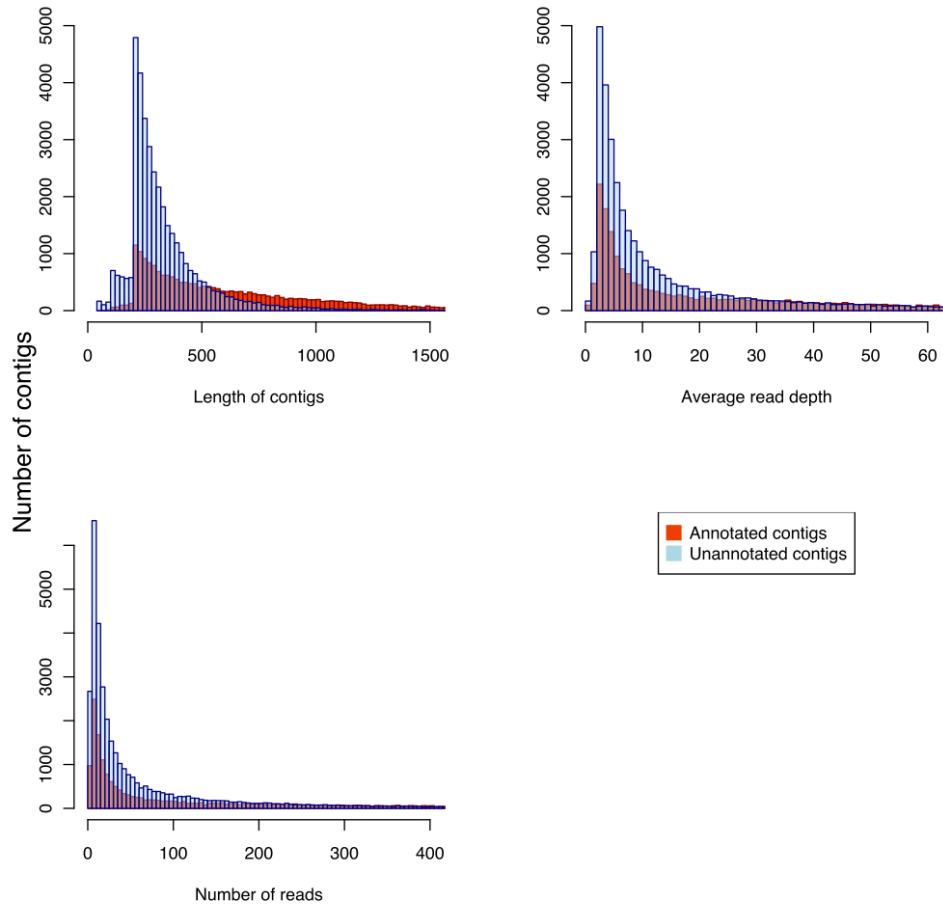 Number of contigs
5000
4000
3000
2000
1000
0
0 500 1000 1500
Length of contigs
5000
4000
3000
2000
1000
0
0 10 20 30 40 50 60
Average read depth
5000
3000
1000
0
0 100 200 300 400
Number of reads
Annotated contigs
Unannotated contigs